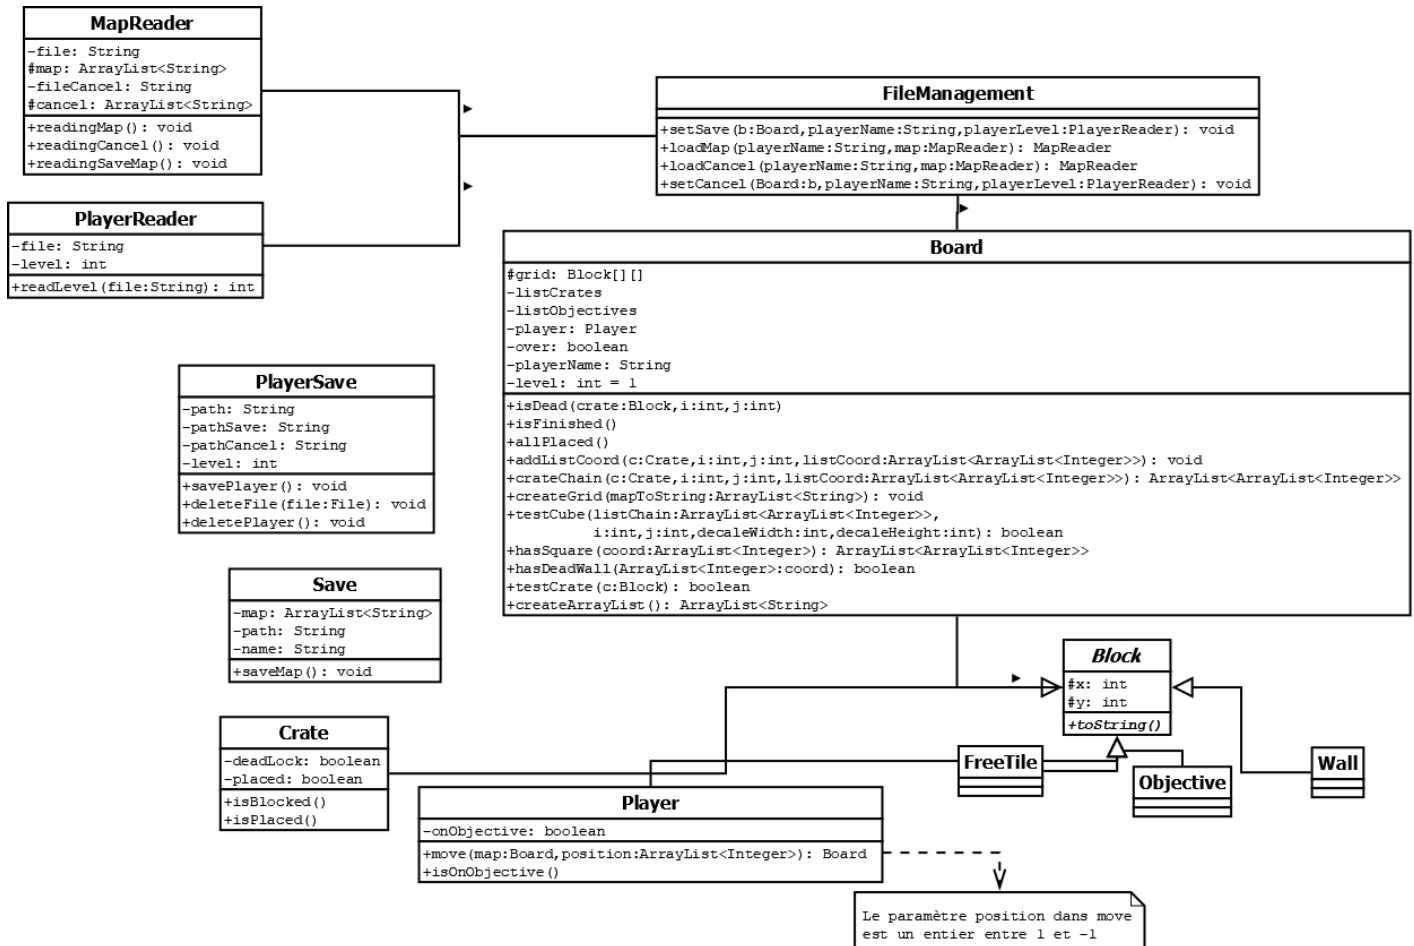 MapReader
-file: String
#map: ArrayList<String>
-fileCancel: String
#cancel: ArrayList<String>
+readingMap(): void
+readingCancel(): void
+readingSaveMap(): void
FileManagement
+setSave(b:Board,playerName:String,playerLevel:PlayerReader): void
+loadMap(playerName:String,map:MapReader): MapReader
+loadCancel(playerName:String,map:MapReader): MapReader
+setCancel(Board:b,playerName:String,playerLevel:PlayerReader): void
PlayerReader
-file: String
-level: int
+readLevel(file:String): int
Board
#grid: Block[][]
-listCrates
-listObjectives
-player: Player
-over: boolean
-playerName: String
-level: int = 1
+isDead(crate:Block,i:int,j:int)
+isFinished()
+allPlaced()
+addListCoord(c:Crate,i:int,j:int,listCoord:ArrayList<ArrayList<Integer>>): void
+crateChain(c:Crate,i:int,j:int,listCoord:ArrayList<ArrayList<Integer>>): ArrayList<ArrayList<Integer>>
+createGrid(mapToString:ArrayList<String>): void
+testCube(listChain:ArrayList<ArrayList<Integer>>,
i:int,j:int,decaleWidth:int,decaleHeight:int): boolean
+hasSquare(coord:ArrayList<Integer>): ArrayList<ArrayList<Integer>>
+hasDeadWall(ArrayList<Integer>:coord): boolean
+testCrate(c:Block): boolean
+createArrayList(): ArrayList<String>
PlayerSave
-path: String
-pathSave: String
-pathCancel: String
-level: int
+savePlayer(): void
+deleteFile(file:File): void
+deletePlayer(): void
Save
-map: ArrayList<String>
-path: String
-name: String
+saveMap(): void
Block
#x: int
#y: int
+toString()
Crate
-deadLock: boolean
-placed: boolean
+isBlocked()
+isPlaced()
FreeTile
Objective
Wall
Player
-onObjective: boolean
+move(map:Board,position:ArrayList<Integer>): Board
+isOnObjective()
Le paramètre position dans move
est un entier entre 1 et -1